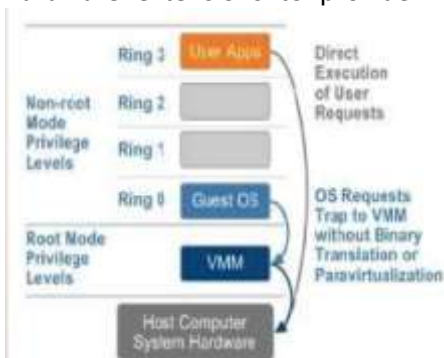 Ring 3
User Apps
Direct
Execution
of User
Requests
Non-root
Mode
Privilege
Levels
Ring 2
Ring 1
Ring 0
Guest OS
OS Requests
Trap to VMM
without Binary
Translation or
Paravirtualization
Root Mode
Privilege
Levels
VMM
Host Computer
System Hardware